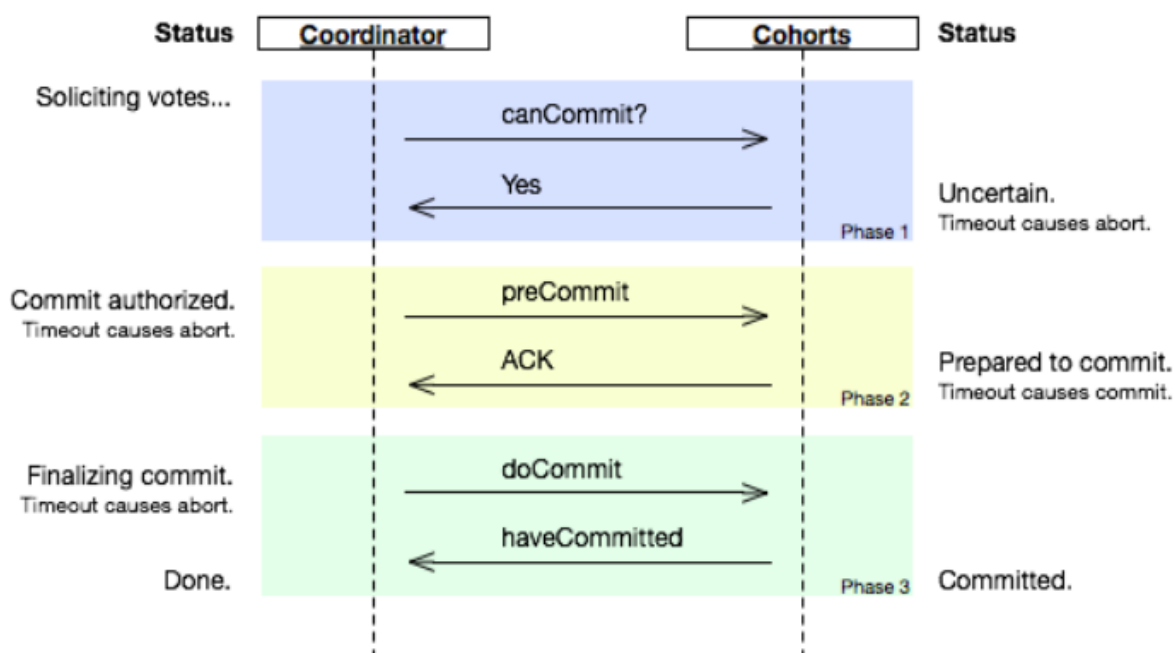 Status Coordinator Cohorts Status
Soliciting votes...
canCommit?
Yes
Uncertain.
Timeout causes abort.
Phase 1
preCommit
Commit authorized.
Timeout causes abort.
ACK
Prepared to commit.
Timeout causes commit.
Phase 2
doCommit
Finalizing commit.
Timeout causes abort.
haveCommitted
Done.
Phase 3
Committed.